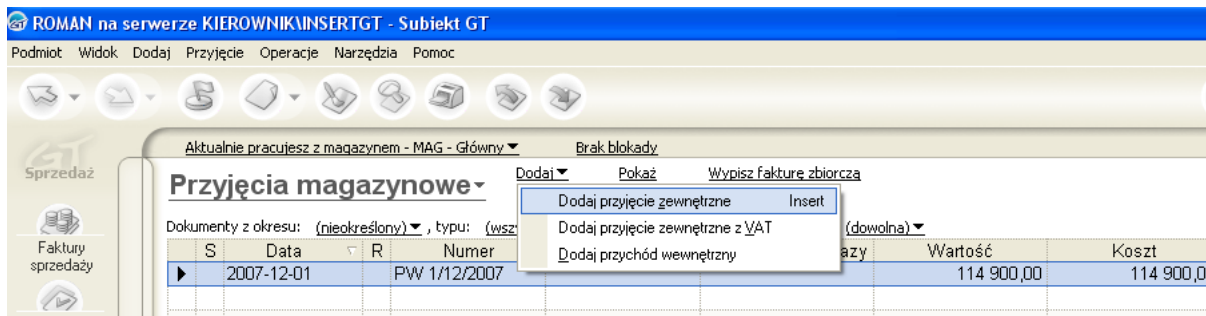 ROMAN na serwerze KIEROWNIK\INSERTGT - Subiekt GT
Podmiot Widok Dodaj Przyjęcie Operacje Narzędzia Pomoc
Aktualnie pracujesz z magazynem - MAG - Główny Brak blokady
GT
Sprzedaż
Przyjęcia magazynowe Dodaj Pokaż Wypisz fakturę zbiorczą
Dodaj przyjęcie zewnętrzne Insert
Dokumenty z okresu: (nieokreślony) , typu: Dodaj przyjęcie zewnętrzne z VAT (dowolna)
Faktury sprzedaży
S Data R Numer Dodaj przychód wewnętrzny Wartość Koszt
2007-12-01 PW 1/12/2007 114 900,00 114 900,0